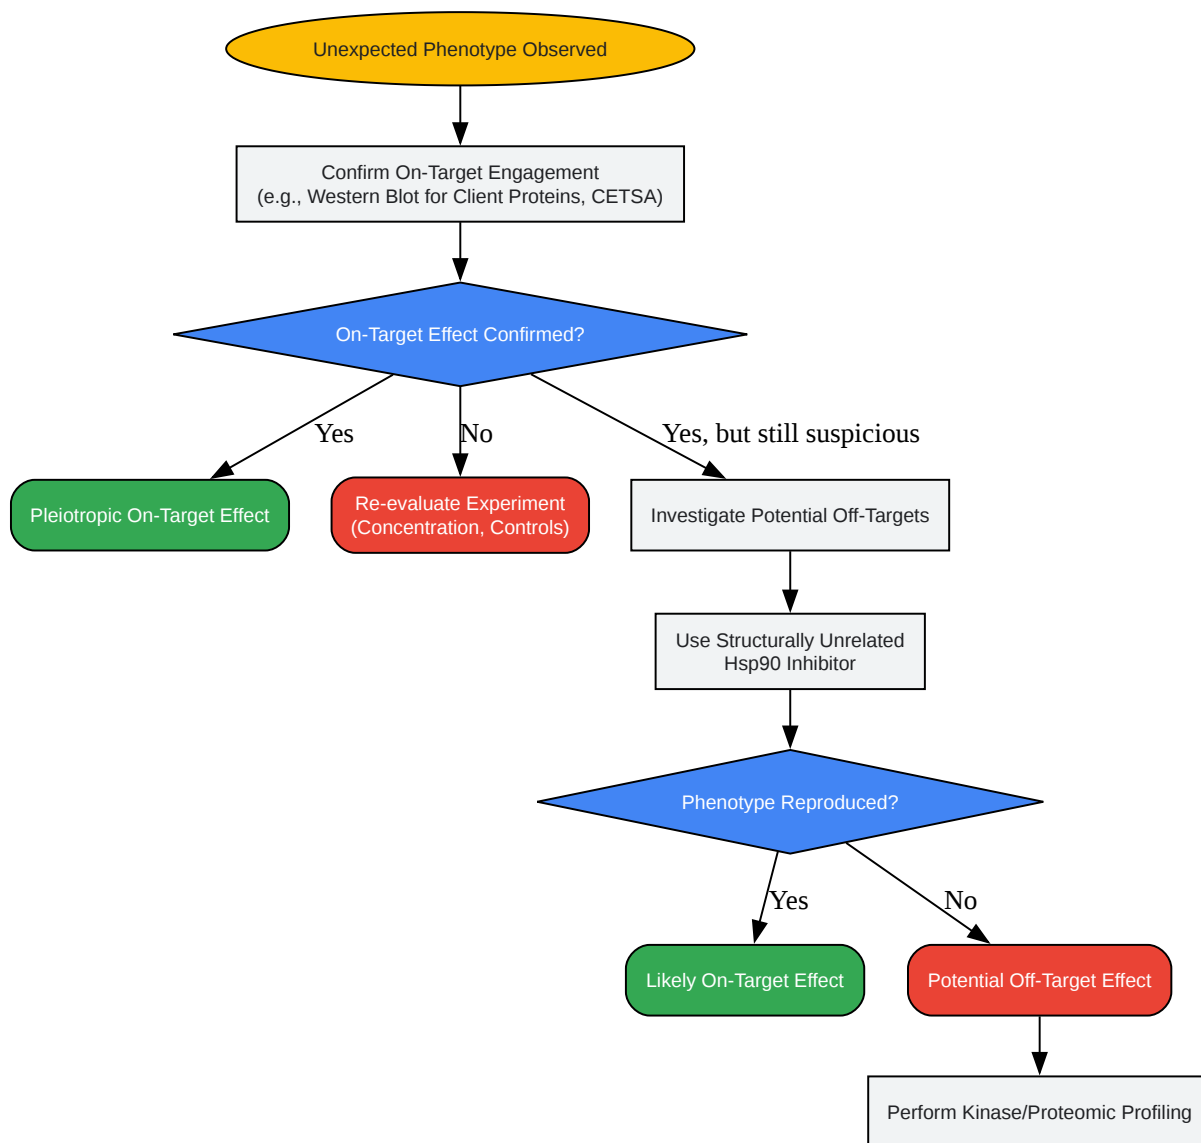 Unexpected Phenotype Observed
Confirm On-Target Engagement
(e.g., Western Blot for Client Proteins, CETSA)
On-Target Effect Confirmed?
Yes
No
Yes, but still suspicious
Pleiotropic On-Target Effect
Re-evaluate Experiment
(Concentration, Controls)
Investigate Potential Off-Targets
Use Structurally Unrelated
Hsp90 Inhibitor
Phenotype Reproduced?
Yes
No
Likely On-Target Effect
Potential Off-Target Effect
Perform Kinase/Proteomic Profiling